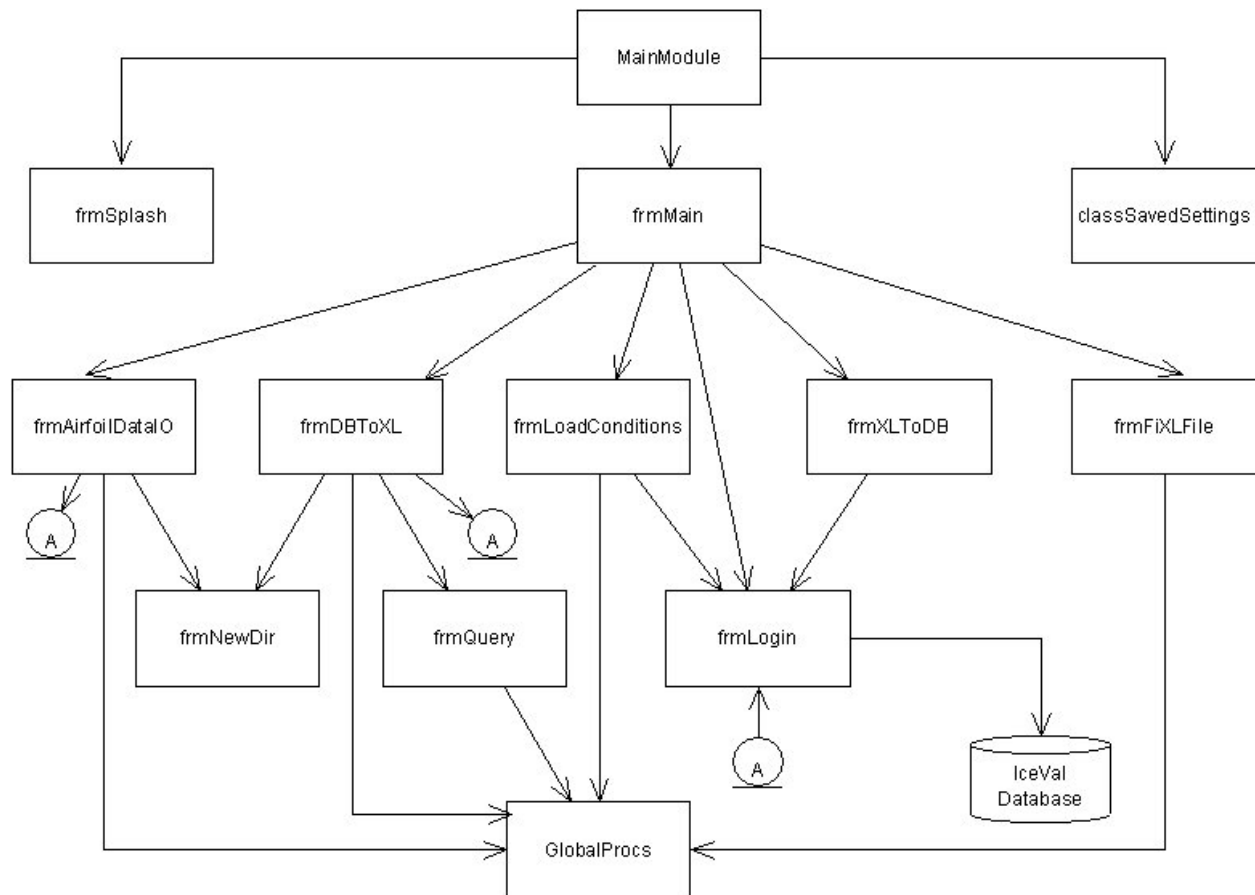 MainModule
frmSplash
frmMain
classSavedSettings
frmAirfoilDataIO
frmDBToXL
frmLoadConditions
frmXLToDB
frmFiXLFile
A
A
frmNewDir
frmQuery
frmLogin
A
IceVal
Database
GlobalProcs